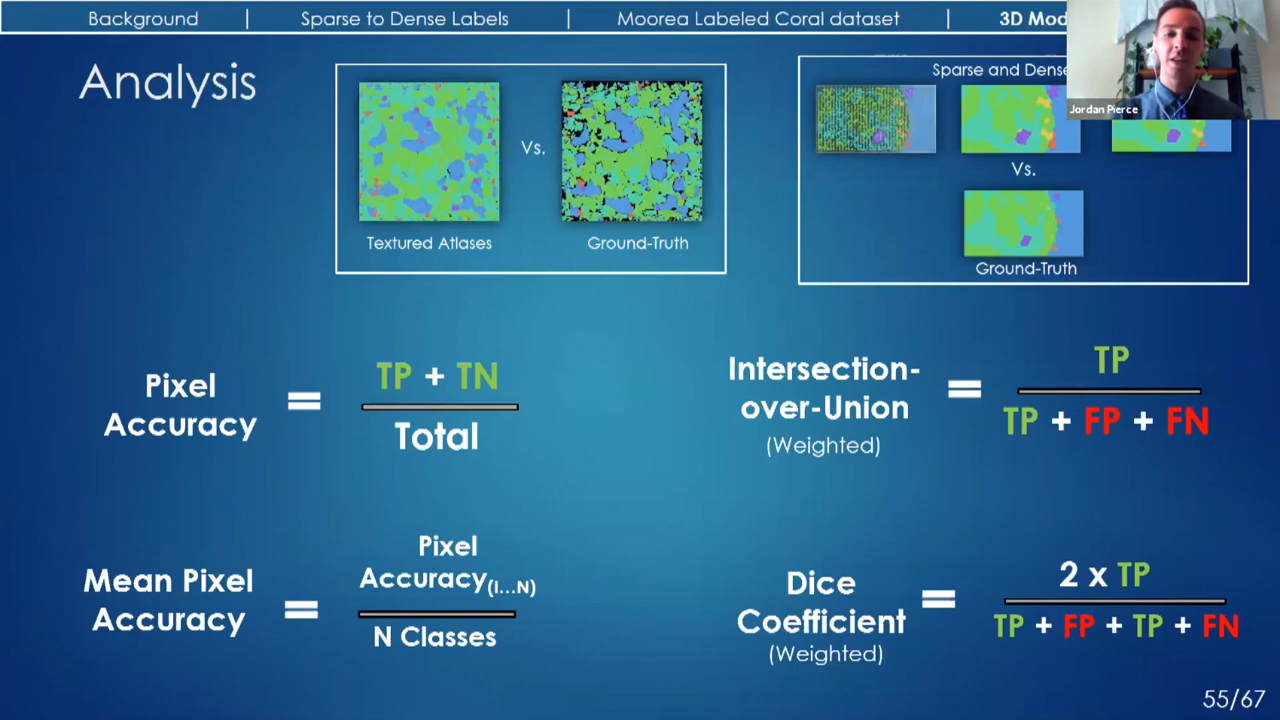 Background | Sparse to Dense Labels | Moorea Labeled Coral dataset | 3D
Analysis
Vs.
Textured Atlases
Ground-Truth
Sparse and Dense
Jordan Pierce
Vs.
Ground-Truth
Pixel
Accuracy
=
TP + TN
Total
Intersection-
over-Union
(Weighted)
=
TP
TP + FP + FN
Mean Pixel
Accuracy
=
Pixel
Accuracy(I...N)
N Classes
Dice
Coefficient
(Weighted)
=
2 x TP
TP + FP + TP + FN
55/67